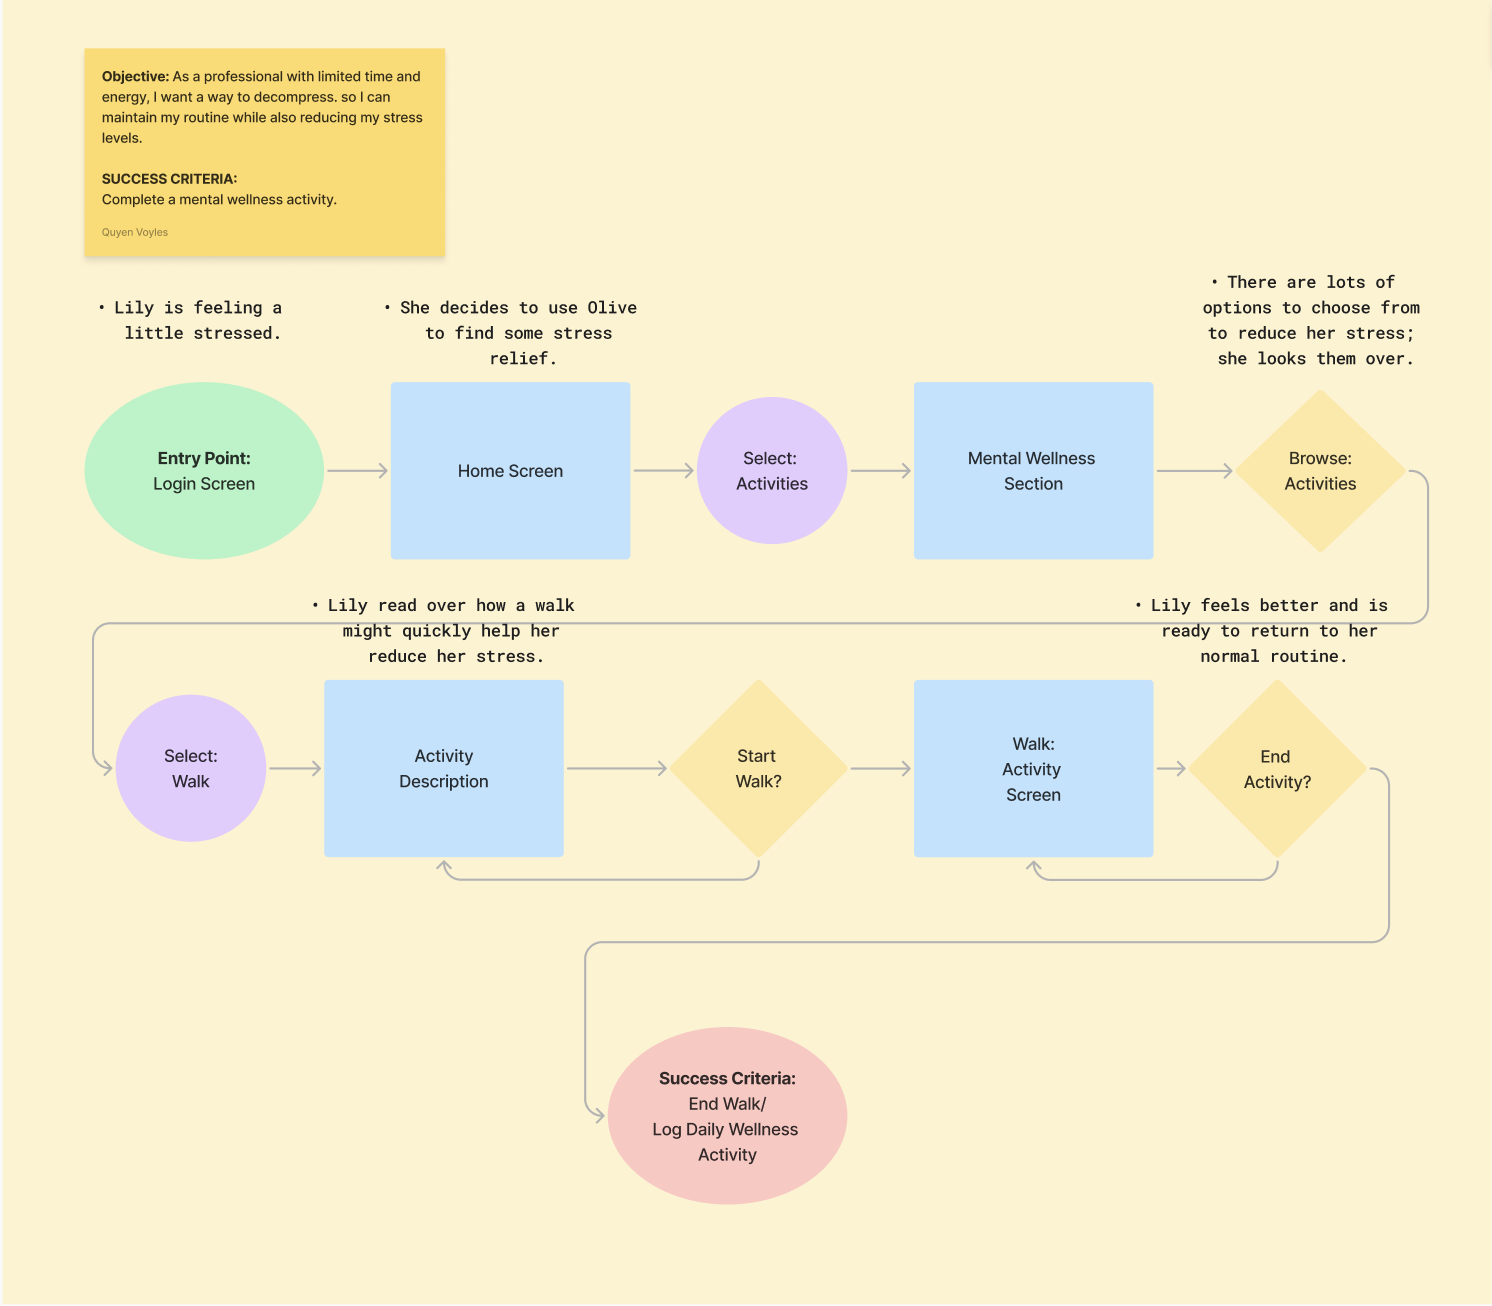 Objective: As a professional with limited time and
energy, I want a way to decompress. so I can
maintain my routine while also reducing my stress
levels.
SUCCESS CRITERIA:
Complete a mental wellness activity.
Quyen Voyles
• Lily is feeling a
little stressed.
• She decides to use Olive
to find some stress
relief.
• There are lots of
options to choose from
to reduce her stress;
she looks them over.
Entry Point:
Login Screen
Home Screen
Select:
Activities
Mental Wellness
Section
Browse:
Activities
• Lily read over how a walk
might quickly help her
reduce her stress.
• Lily feels better and is
ready to return to her
normal routine.
Select:
Walk
Activity
Description
Start
Walk?
Walk:
Activity
Screen
End
Activity?
Success Criteria:
End Walk/
Log Daily Wellness
Activity